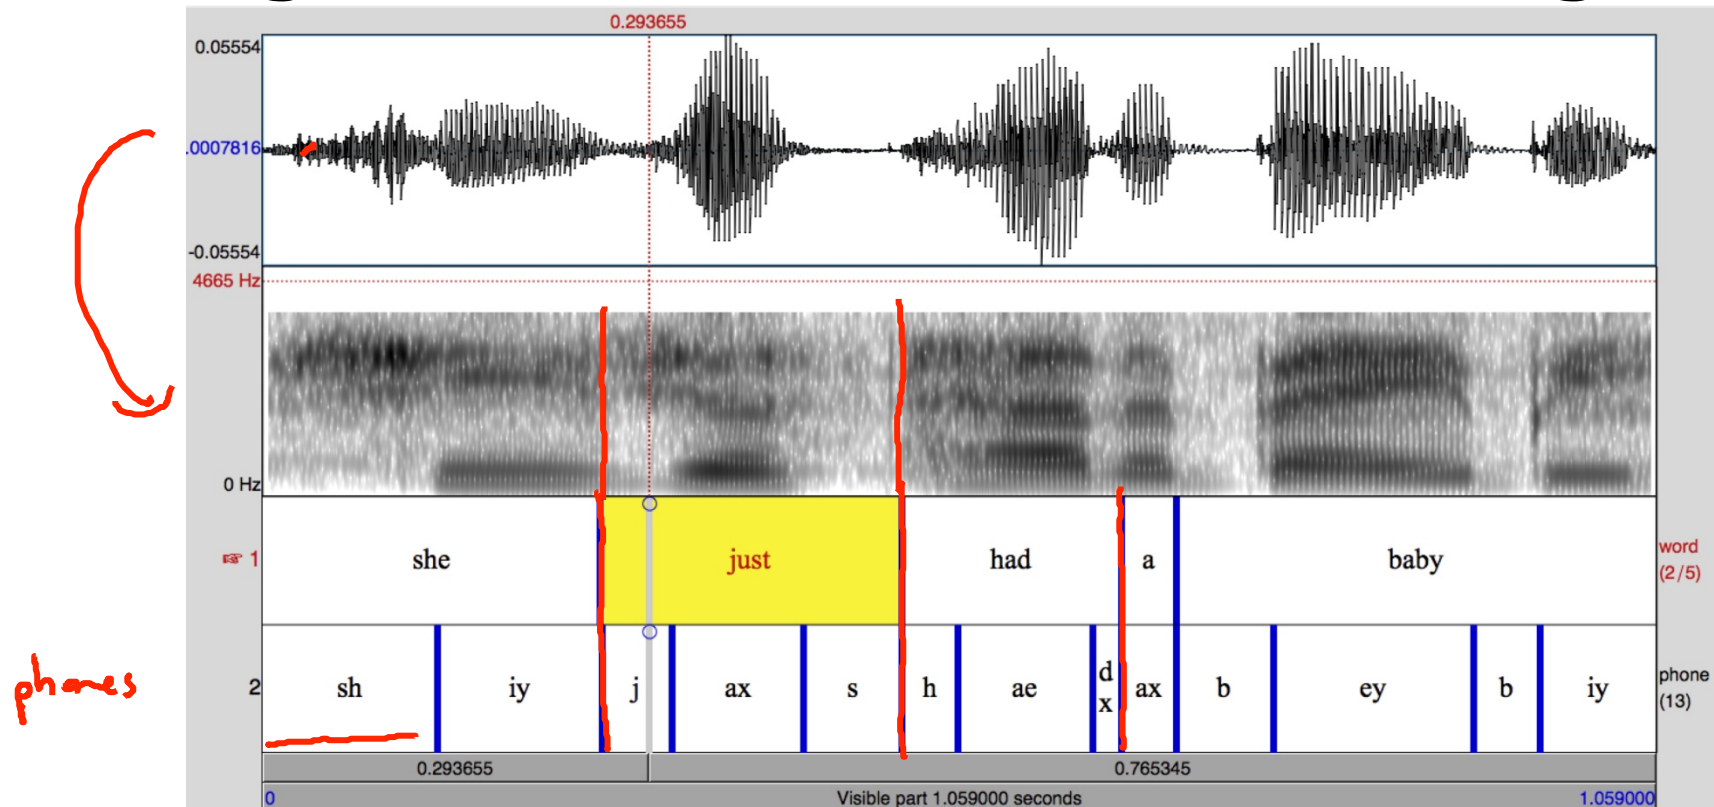 0.293655
0.05554
.0007816
-0.05554
4665 Hz
0 Hz
☞ 1 she just had a baby word
(2/5)
phones
2 sh iy j ax s h ae dx ax b ey b iy phone
(13)
0.293655 0.765345
0 Visible part 1.059000 seconds 1.059000